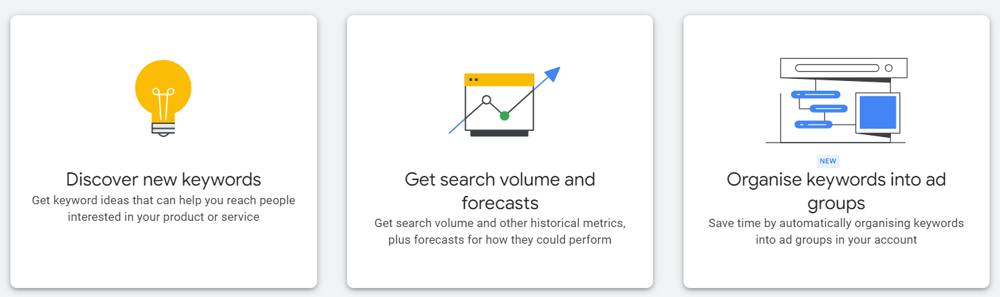 Discover new keywords
Get keyword ideas that can help you reach people
interested in your product or service
Get search volume and
forecasts
Get search volume and other historical metrics,
plus forecasts for how they could perform
NEW
Organise keywords into ad
groups
Save time by automatically organising keywords
into ad groups in your account